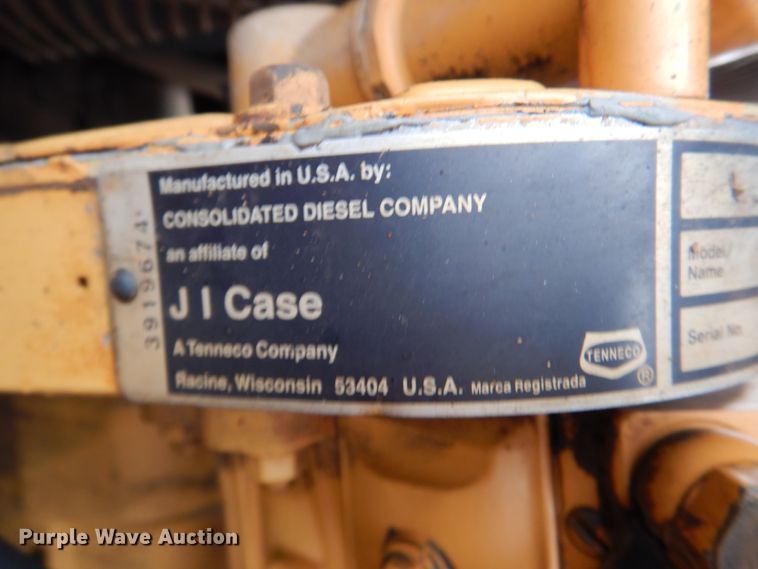 Manufactured in U.S.A. by:
CONSOLIDATED DIESEL COMPANY
an affiliate of
J I Case
A Tenneco Company
Racine, Wisconsin 53404 U.S.A. Marca Registrada
TENNECO
®
3919674
Model/
Name
Serial No.
Purple Wave Auction